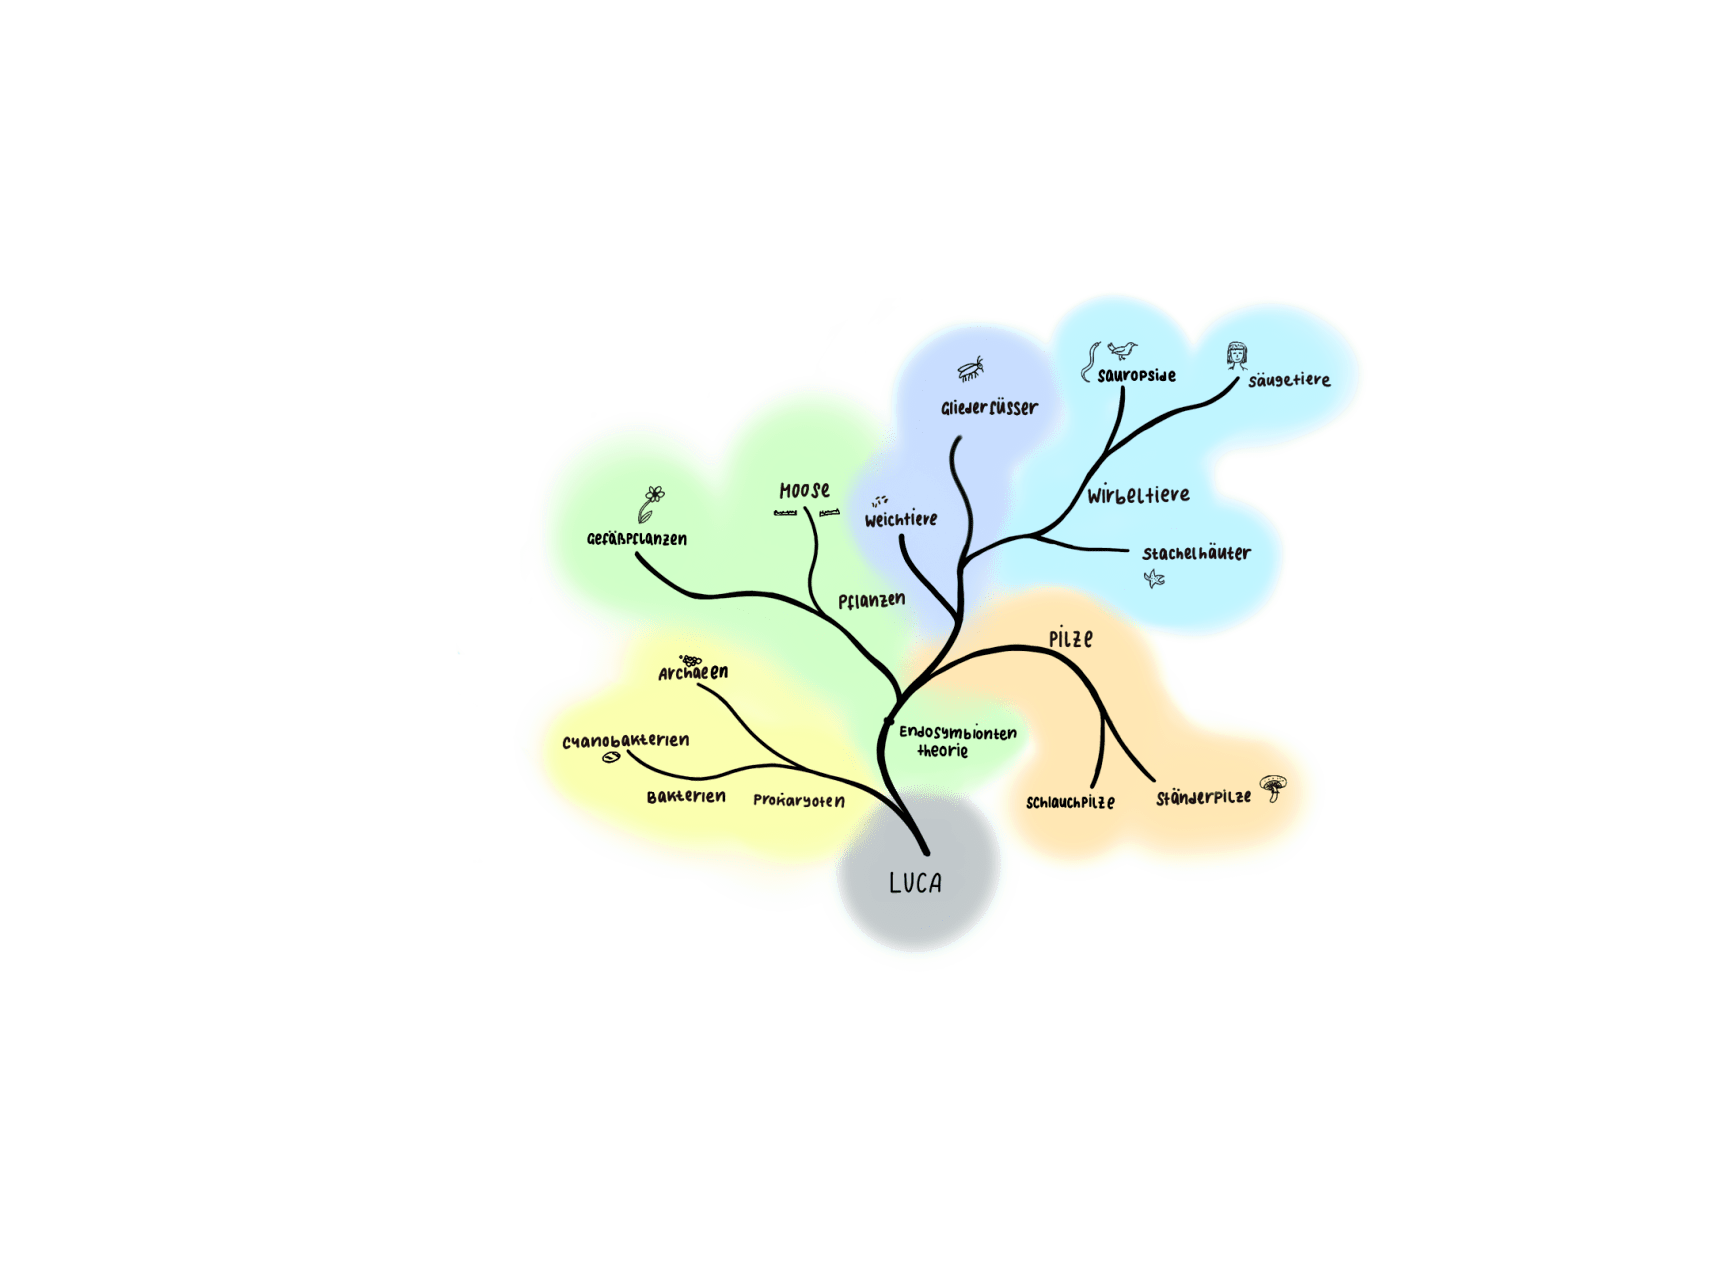 Sauropside
Säugetiere
Gliederfüsser
Moose
Wirbeltiere
Weichtiere
Gefäßpflanzen
Stachelhäuter
Pflanzen
Pilze
Archaeen
Endosymbionten
theorie
Cyanobakterien
Bakterien
Prokaryoten
Schlauchpilze
Ständerpilze
LUCA